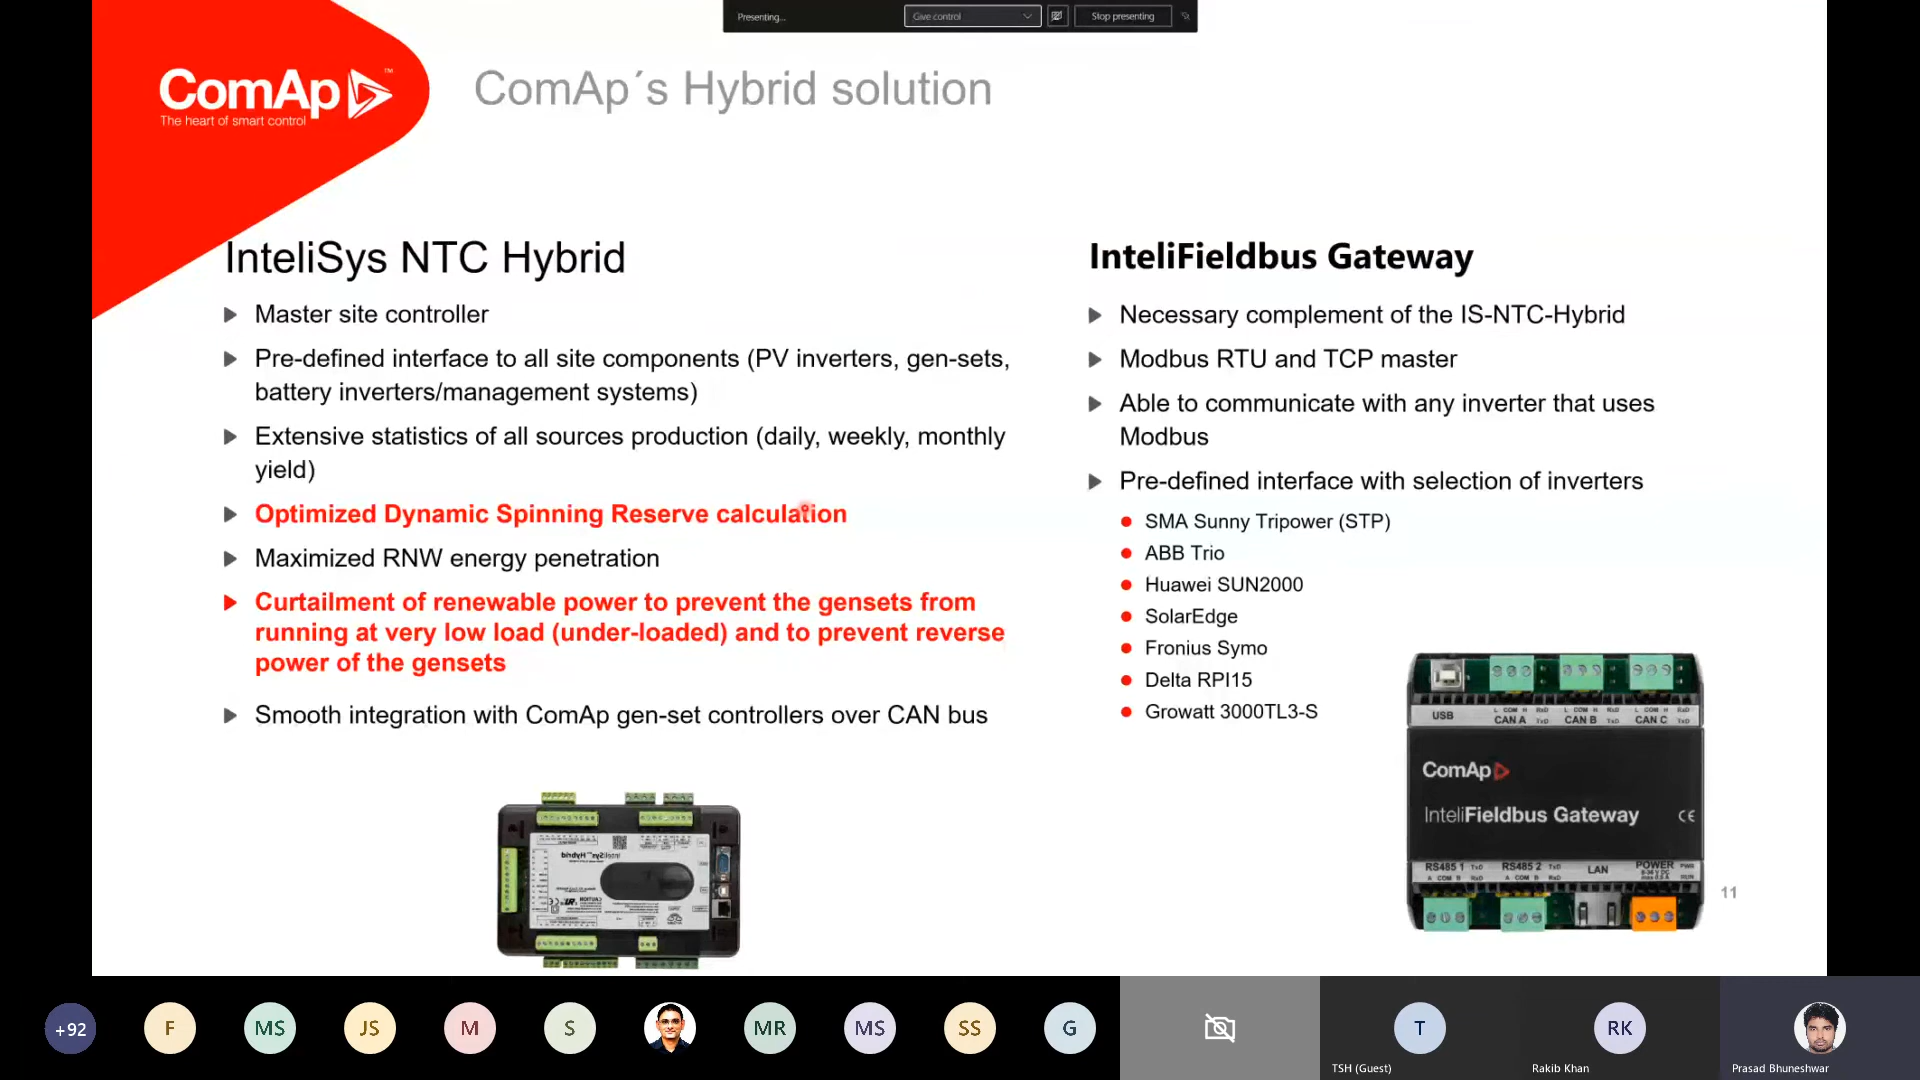 Presenting...
Give control
Stop presenting
ComAp
TM
The heart of smart control
ComAp´s Hybrid solution
InteliSys NTC Hybrid
Master site controller
Pre-defined interface to all site components (PV inverters, gen-sets,
battery inverters/management systems)
Extensive statistics of all sources production (daily, weekly, monthly
yield)
Optimized Dynamic Spinning Reserve calculation
Maximized RNW energy penetration
Curtailment of renewable power to prevent the gensets from
running at very low load (under-loaded) and to prevent reverse
power of the gensets
Smooth integration with ComAp gen-set controllers over CAN bus
InteliFieldbus Gateway
Necessary complement of the IS-NTC-Hybrid
Modbus RTU and TCP master
Able to communicate with any inverter that uses
Modbus
Pre-defined interface with selection of inverters
SMA Sunny Tripower (STP)
ABB Trio
Huawei SUN2000
SolarEdge
Fronius Symo
Delta RPI15
Growatt 3000TL3-S
InteliSys Hybrid
USB
L COM H RxD L COM H RxD L COM H RxD
CAN A TxD CAN B TxD CAN C TxD
ComAp
InteliFieldbus Gateway CE
RS485 1 TxD RS485 2 TxD LAN POWER PWR
A COM B RxD A COM B RxD RUN
11
+92 F MS JS M S MR MS SS G T RK
TSH (Guest) Rakib Khan Prasad Bhuneshwar